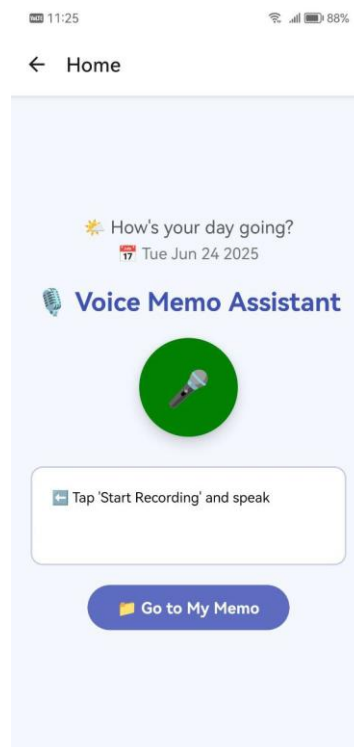 11:25
88%
← Home
🌤️ How's your day going?
📅 Tue Jun 24 2025
🎙️ Voice Memo Assistant
⬅️ Tap 'Start Recording' and speak
📁 Go to My Memo